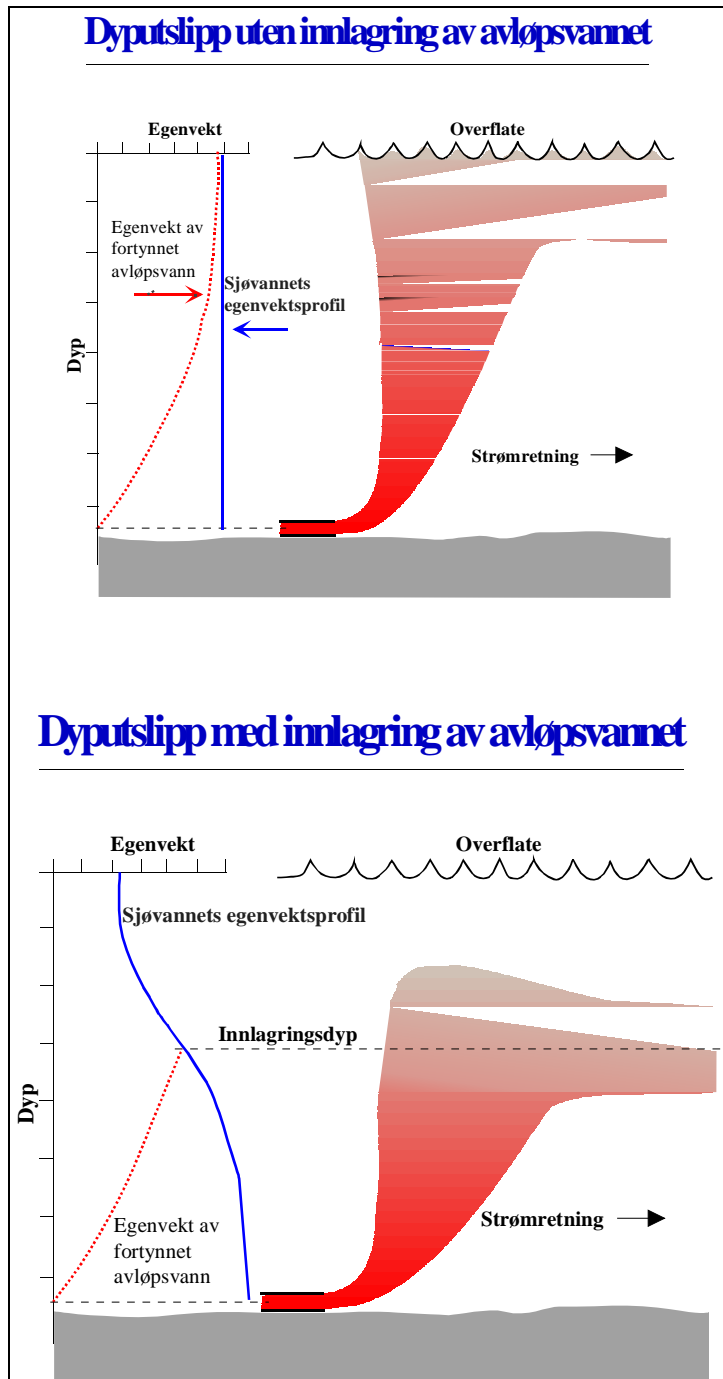 Dyputslipp uten innlagring av avløpsvannet
Egenvekt
Overflate
Egenvekt av
fortynnet
avløpsvann
Sjøvannets
egenvektsprofil
Dyp
Strømretning
Dyputslipp med innlagring av avløpsvannet
Egenvekt
Overflate
Sjøvannets egenvektsprofil
Innlagringsdyp
Dyp
Egenvekt av
fortynnet
avløpsvann
Strømretning